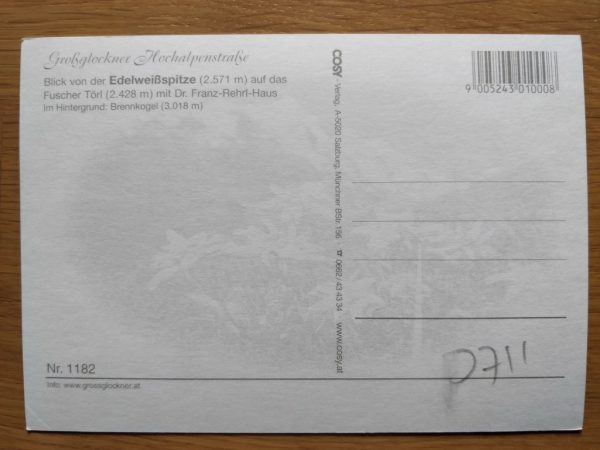 Großglockner Hochalpenstraße
Blick von der Edelweißspitze (2.571 m) auf das
Fuscher Törl (2.428 m) mit Dr. Franz-Rehrl-Haus
Im Hintergrund: Brennkogel (3.018 m)
COSY Verlag, A-5020 Salzburg, Münchner BStr. 156 · ☎ 0662 / 43 43 34 · www.cosy.at
9 005243 010008
Nr. 1182
Info: www.grossglockner.at